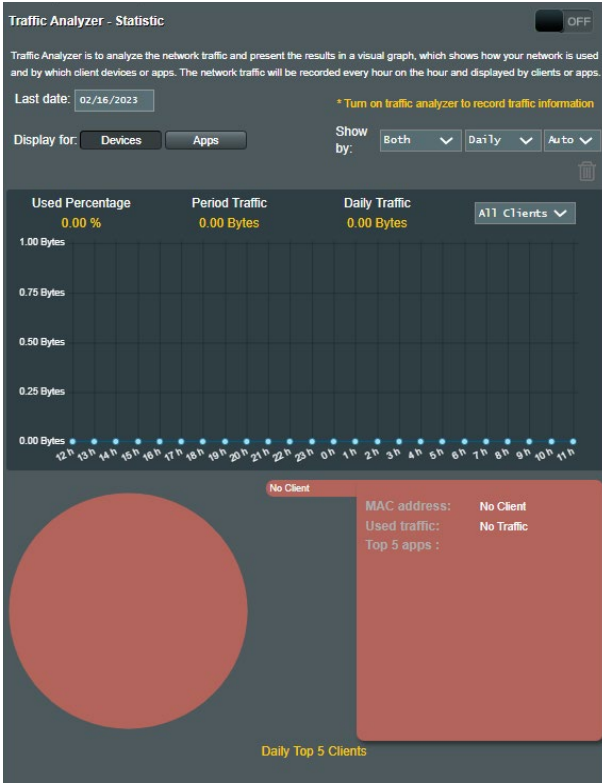 Traffic Analyzer - Statistic
OFF
Traffic Analyzer is to analyze the network traffic and present the results in a visual graph, which shows how your network is used
and by which client devices or apps. The network traffic will be recorded every hour on the hour and displayed by clients or apps.
Last date: 02/16/2023
* Turn on traffic analyzer to record traffic information
Display for: Devices Apps
Show by: Both Daily Auto
Used Percentage Period Traffic Daily Traffic
All Clients
0.00 % 0.00 Bytes 0.00 Bytes
1.00 Bytes
0.75 Bytes
0.50 Bytes
0.25 Bytes
0.00 Bytes
12 h 13 h 14 h 15 h 16 h 17 h 18 h 19 h 20 h 21 h 22 h 23 h 0 h 1 h 2 h 3 h 4 h 5 h 6 h 7 h 8 h 9 h 10 h 11 h
No Client
MAC address: No Client
Used traffic: No Traffic
Top 5 apps :
Daily Top 5 Clients